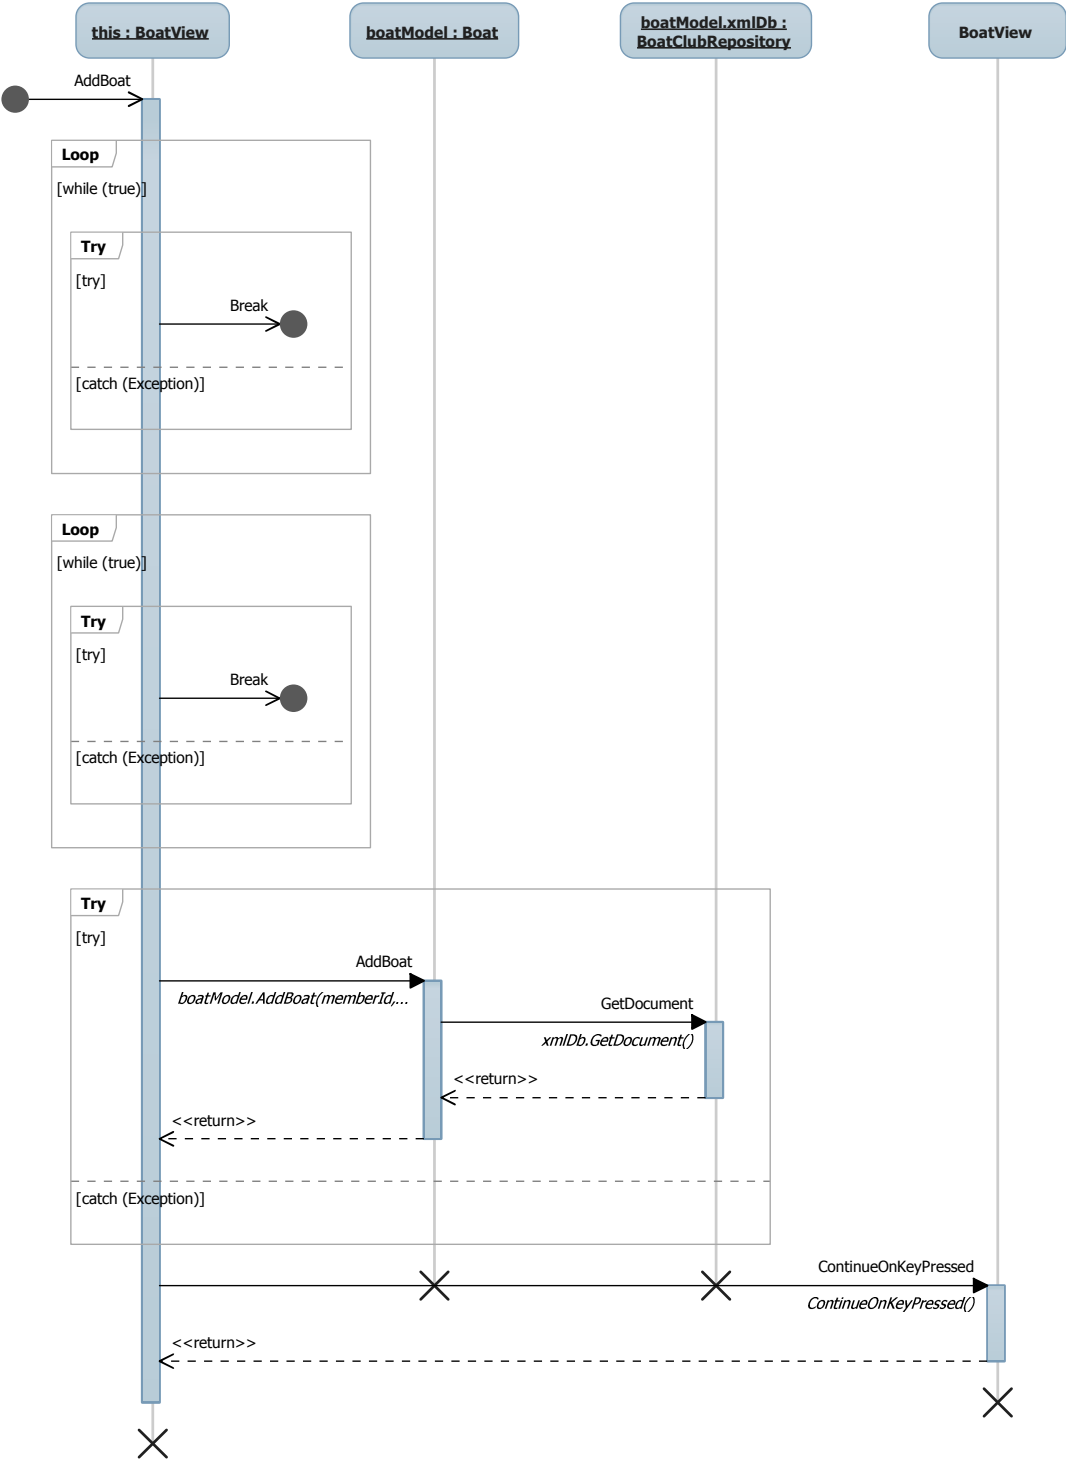 this : BoatView
boatModel : Boat
boatModel.xmlDb :
BoatClubRepository
BoatView
AddBoat
Loop
[while (true)]
Try
[try]
Break
[catch (Exception)]
Loop
[while (true)]
Try
[try]
Break
[catch (Exception)]
Try
[try]
AddBoat
boatModel.AddBoat(memberId,...
GetDocument
xmlDb.GetDocument()
<<return>>
<<return>>
[catch (Exception)]
ContinueOnKeyPressed
ContinueOnKeyPressed()
<<return>>